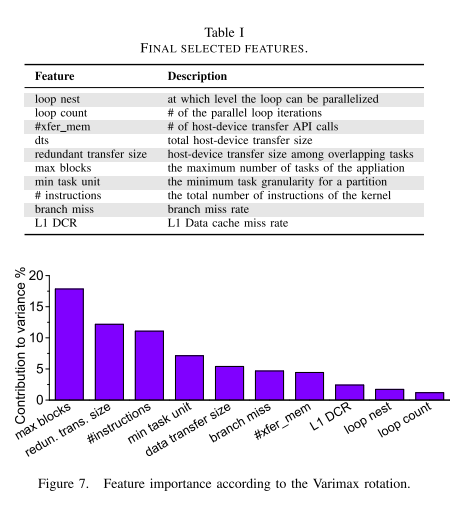 Table I
FINAL SELECTED FEATURES.
Feature Description
loop nest at which level the loop can be parallelized
loop count # of the parallel loop iterations
#xfer_mem # of host-device transfer API calls
dts total host-device transfer size
redundant transfer size host-device transfer size among overlapping tasks
max blocks the maximum number of tasks of the appliation
min task unit the minimum task granularity for a partition
# instructions the total number of instructions of the kernel
branch miss branch miss rate
L1 DCR L1 Data cache miss rate
Contribution to variance %
20
15
10
5
0
max blocks
redun. trans. size
#instructions
min task unit
data transfer size
branch miss
#xfer_mem
L1 DCR
loop nest
loop count
Figure 7. Feature importance according to the Varimax rotation.